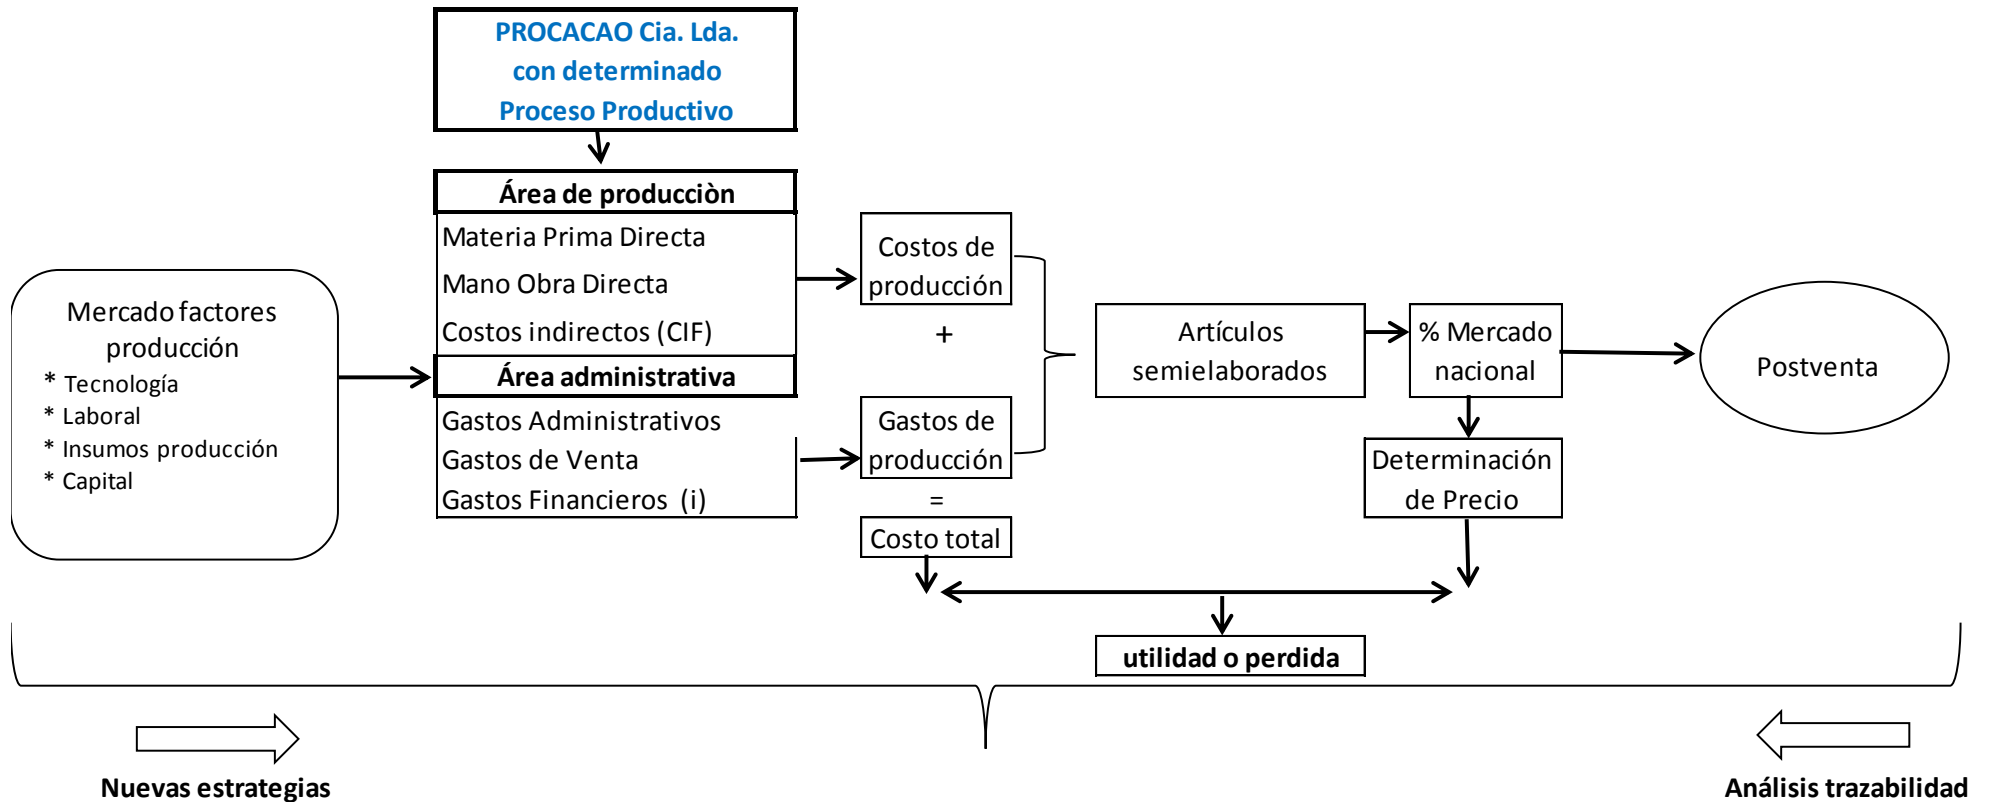 PROCACAO Cia. Lda.
con determinado
Proceso Productivo
Área de producciòn
Materia Prima Directa
Mano Obra Directa
Costos indirectos (CIF)
Área administrativa
Gastos Administrativos
Gastos de Venta
Gastos Financieros (i)
Mercado factores
producción
* Tecnología
* Laboral
* Insumos producción
* Capital
Costos de
producción
+
Gastos de
producción
=
Costo total
Artículos
semielaborados
% Mercado
nacional
Determinación
de Precio
Postventa
utilidad o perdida
Nuevas estrategias
Análisis trazabilidad